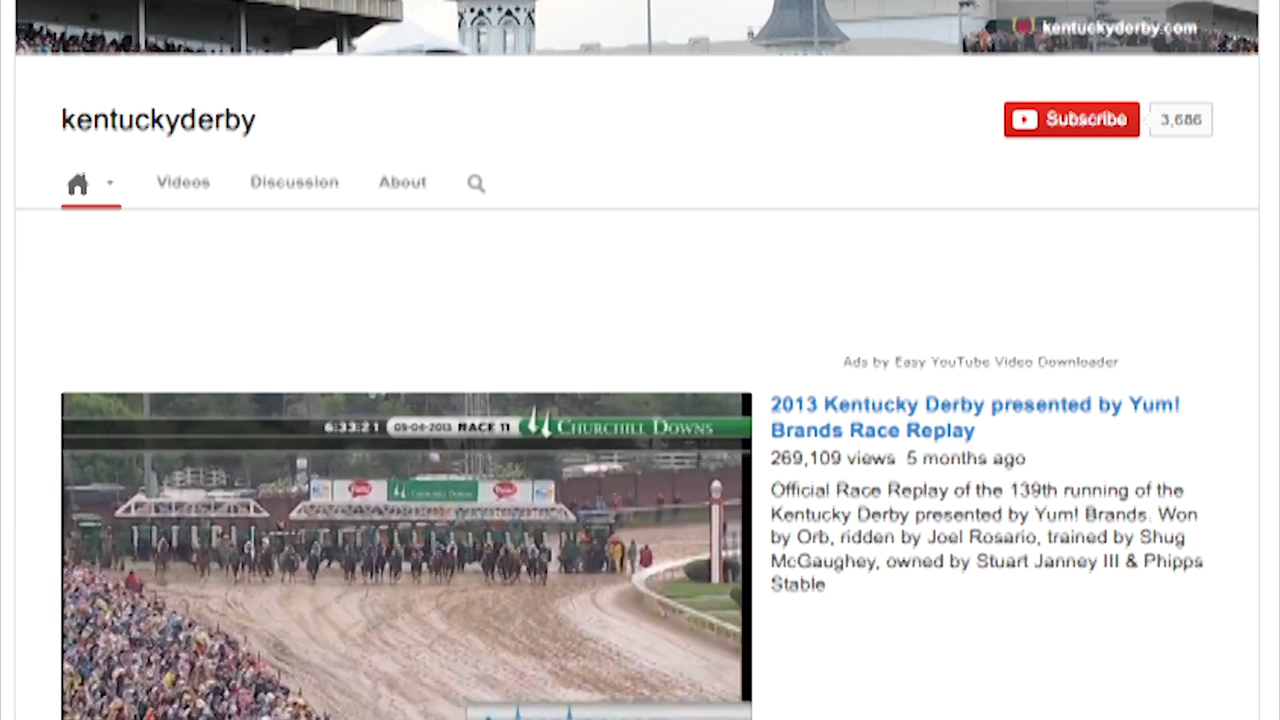 kentuckyderby.com
kentuckyderby
Subscribe 3,686
Videos Discussion About
Ads by Easy YouTube Video Downloader
6:33:21 05-04-2013 RACE 11 CHURCHILL DOWNS
2013 Kentucky Derby presented by Yum!
Brands Race Replay
269,109 views 5 months ago
Official Race Replay of the 139th running of the
Kentucky Derby presented by Yum! Brands. Won
by Orb, ridden by Joel Rosario, trained by Shug
McGaughey, owned by Stuart Janney III & Phipps
Stable
CHURCHILL DOWNS